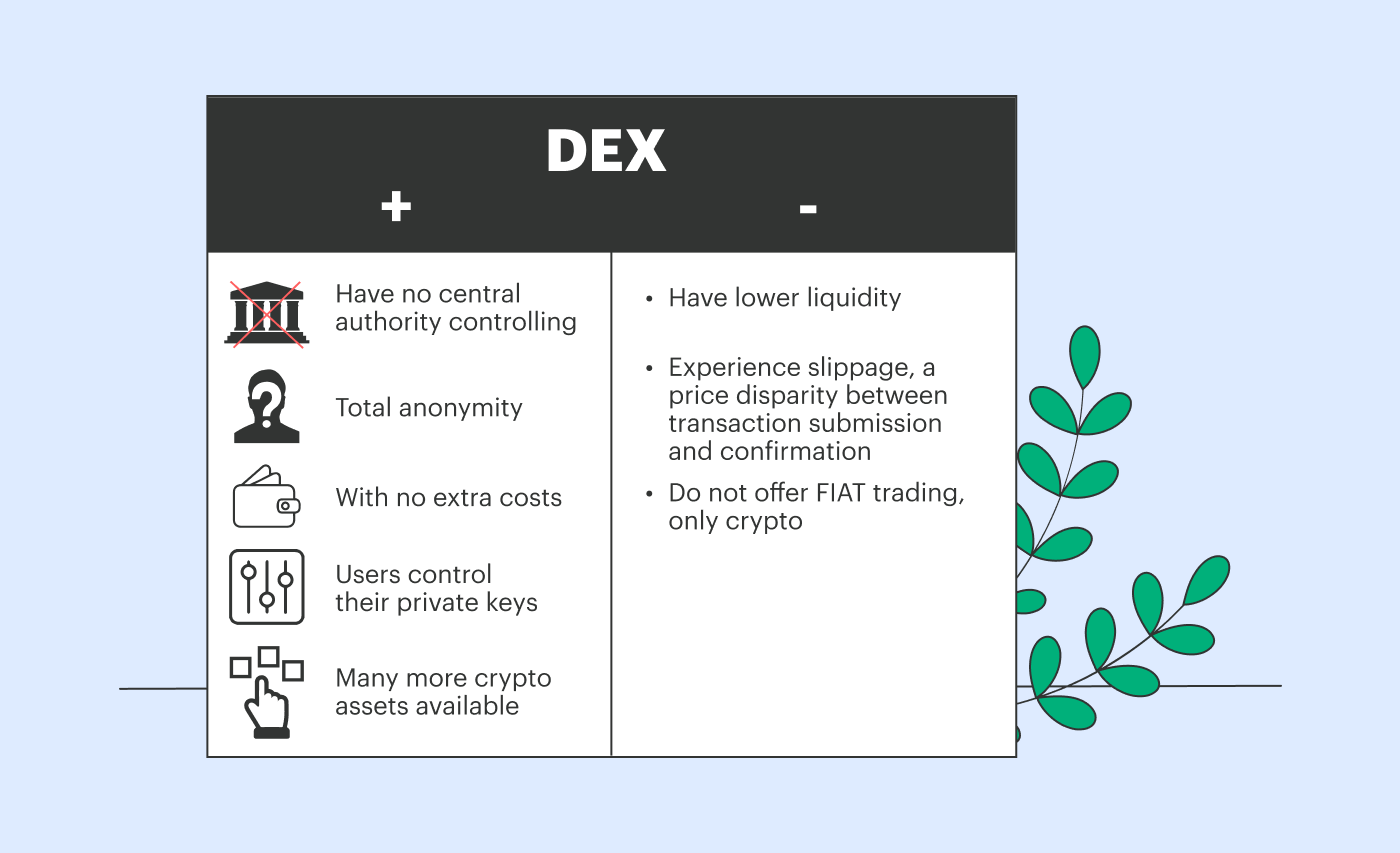 DEX
+
-
Have no central
authority controlling
Total anonymity
With no extra costs
Users control
their private keys
Many more crypto
assets available
• Have lower liquidity
• Experience slippage, a
price disparity between
transaction submission
and confirmation
• Do not offer FIAT trading,
only crypto